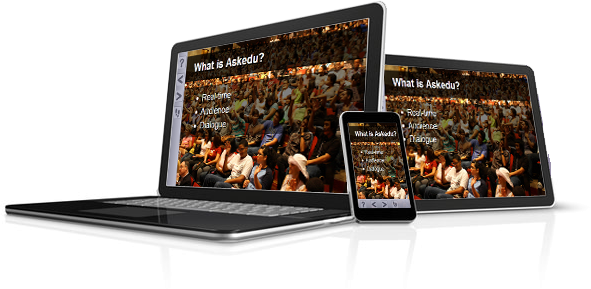 What is Askedu?
• Real-time
• Audience
• Dialogue
What is Askedu?
• Real-time
• Audience
• Dialogue
What is Askedu?
• Real-time
• Audience
• Dialogue
? < >